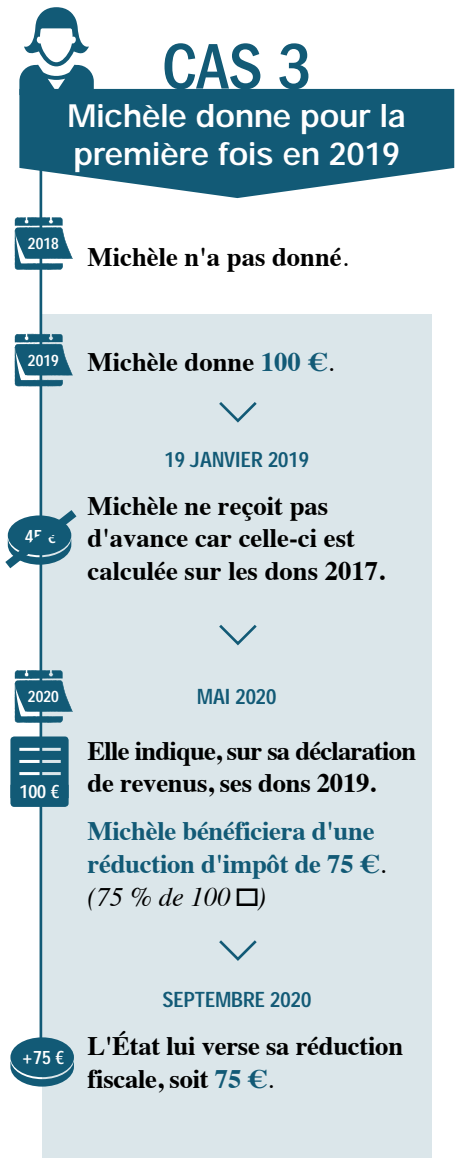 CAS 3
Michèle donne pour la
première fois en 2019
2018
Michèle n'a pas donné.
2019
Michèle donne 100 €.
19 JANVIER 2019
45 €
Michèle ne reçoit pas
d'avance car celle-ci est
calculée sur les dons 2017.
2020
MAI 2020
100 €
Elle indique, sur sa déclaration
de revenus, ses dons 2019.
Michèle bénéficiera d'une
réduction d'impôt de 75 €.
(75 % de 100 □)
SEPTEMBRE 2020
+75 €
L'État lui verse sa réduction
fiscale, soit 75 €.